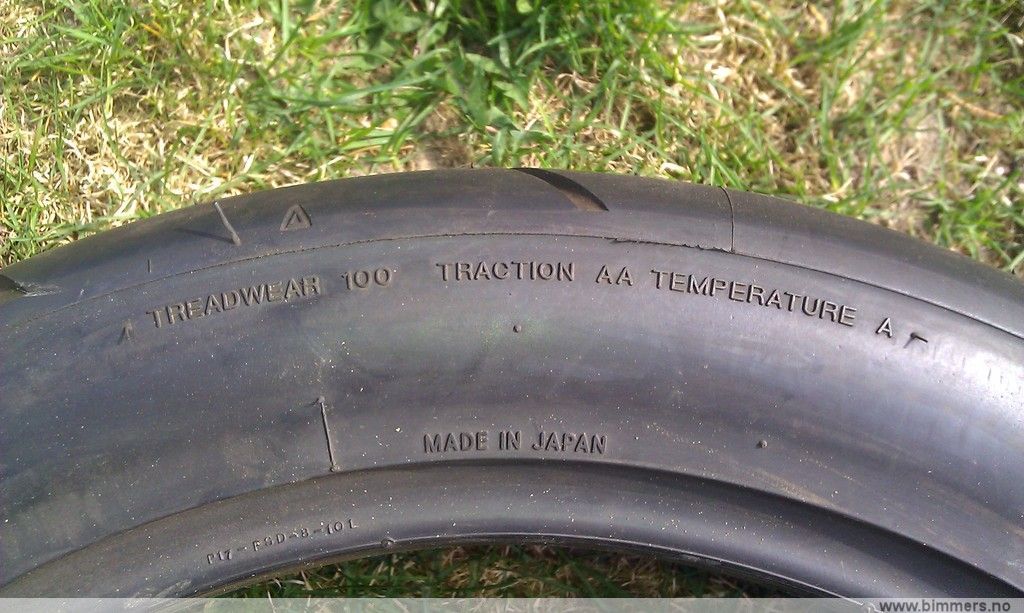 TREADWEAR 100 TRACTION AA TEMPERATURE A
MADE IN JAPAN
www.bimmers.no